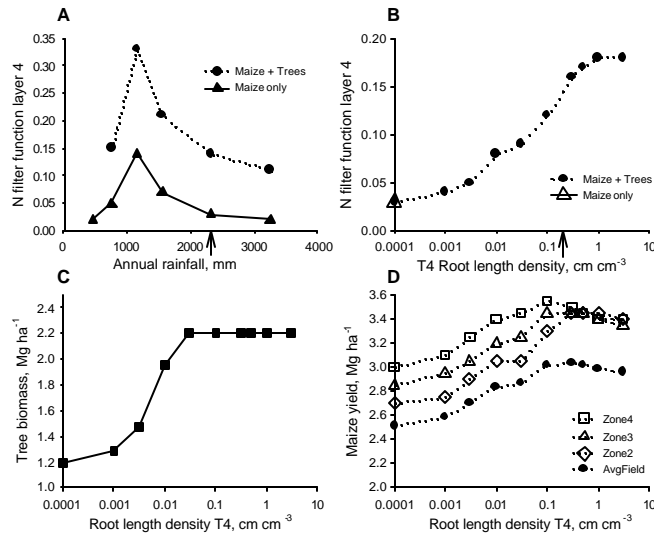 A
N filter function layer 4
0.35
0.30
0.25
0.20
0.15
0.10
0.05
0.00
Maize + Trees
Maize only
0
1000
2000
3000
4000
Annual rainfall, mm
B
N filter function layer 4
0.20
0.15
0.10
0.05
0.00
Maize + Trees
Maize only
0.0001
0.001
0.01
0.1
1
10
T4 Root length density, cm cm⁻³
C
Tree biomass, Mg ha⁻¹
2.4
2.2
2.0
1.8
1.6
1.4
1.2
1.0
0.0001
0.001
0.01
0.1
1
10
Root length density T4, cm cm⁻³
D
Maize yield, Mg ha⁻¹
3.6
3.4
3.2
3.0
2.8
2.6
2.4
2.2
2.0
Zone4
Zone3
Zone2
AvgField
0.0001
0.001
0.01
0.1
1
10
Root length density T4, cm cm⁻³